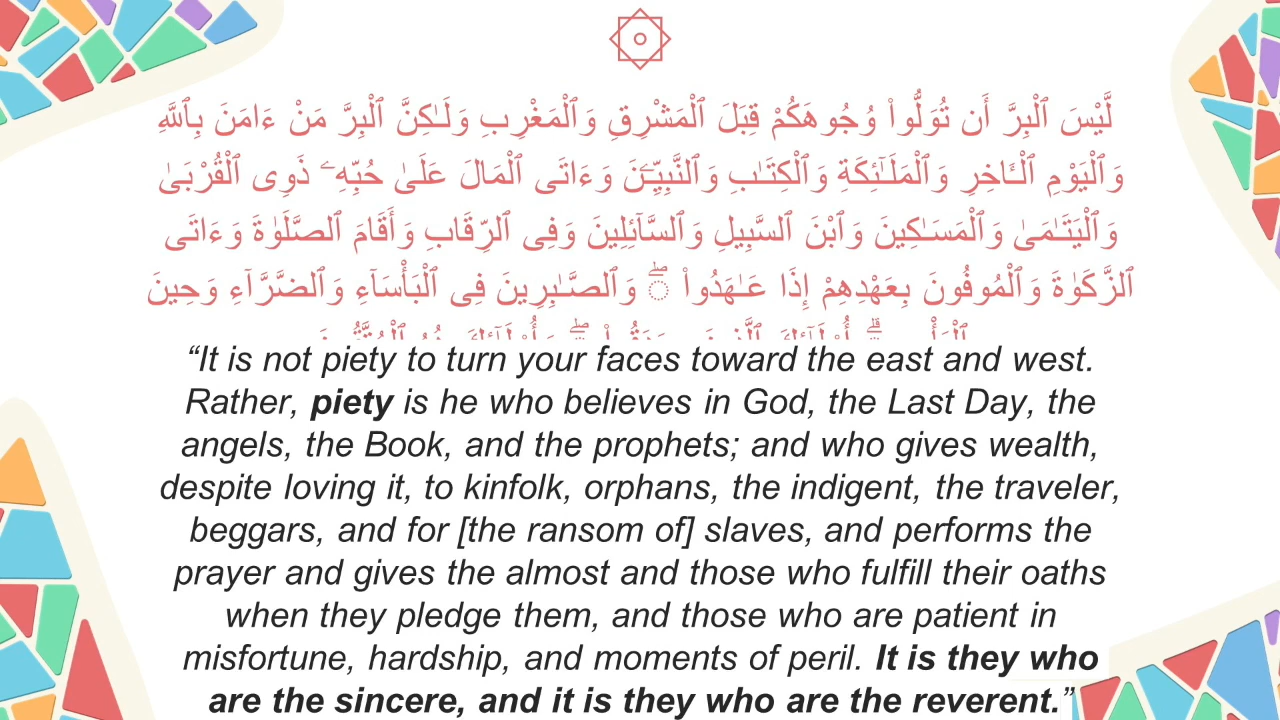 لَّيْسَ ٱلْبِرَّ أَن تُوَلُّوا۟ وُجُوهَكُمْ قِبَلَ ٱلْمَشْرِقِ وَٱلْمَغْرِبِ وَلَـٰكِنَّ ٱلْبِرَّ مَنْ ءَامَنَ بِٱللَّهِ
وَٱلْيَوْمِ ٱلْـَٔاخِرِ وَٱلْمَلَـٰٓئِكَةِ وَٱلْكِتَـٰبِ وَٱلنَّبِيِّـۧنَ وَءَاتَى ٱلْمَالَ عَلَىٰ حُبِّهِۦ ذَوِى ٱلْقُرْبَىٰ
وَٱلْيَتَـٰمَىٰ وَٱلْمَسَـٰكِينَ وَٱبْنَ ٱلسَّبِيلِ وَٱلسَّآئِلِينَ وَفِى ٱلرِّقَابِ وَأَقَامَ ٱلصَّلَوٰةَ وَءَاتَى
ٱلزَّكَوٰةَ وَٱلْمُوفُونَ بِعَهْدِهِمْ إِذَا عَـٰهَدُوا۟ ۖ وَٱلصَّـٰبِرِينَ فِى ٱلْبَأْسَآءِ وَٱلضَّرَّآءِ وَحِينَ
“It is not piety to turn your faces toward the east and west.
Rather, piety is he who believes in God, the Last Day, the
angels, the Book, and the prophets; and who gives wealth,
despite loving it, to kinfolk, orphans, the indigent, the traveler,
beggars, and for [the ransom of] slaves, and performs the
prayer and gives the almost and those who fulfill their oaths
when they pledge them, and those who are patient in
misfortune, hardship, and moments of peril. It is they who
are the sincere, and it is they who are the reverent.”